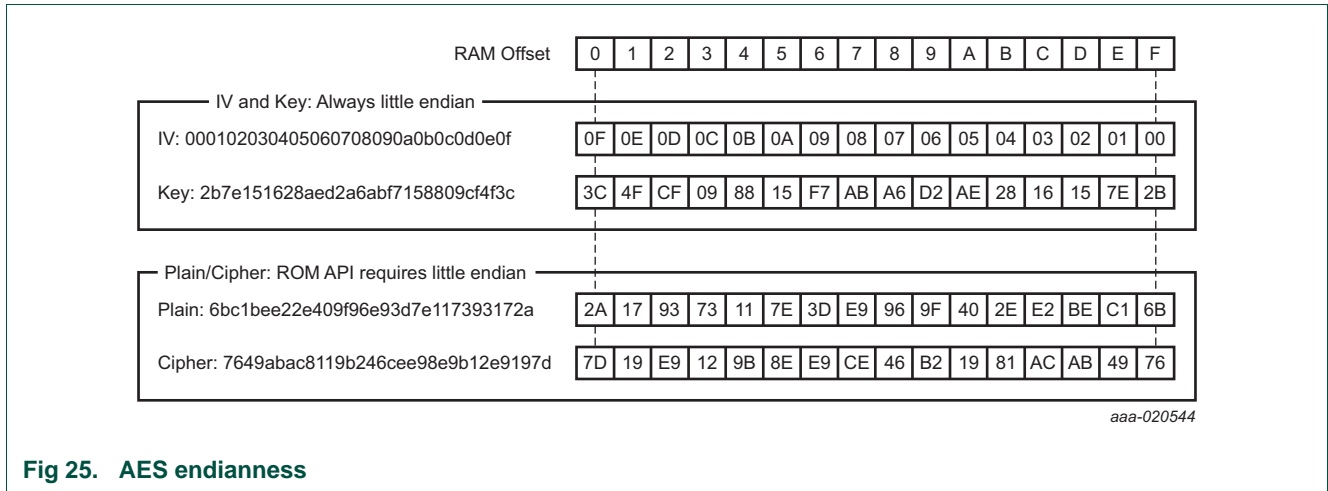 RAM Offset 0 1 2 3 4 5 6 7 8 9 A B C D E F
IV and Key: Always little endian
IV: 000102030405060708090a0b0c0d0e0f 0F 0E 0D 0C 0B 0A 09 08 07 06 05 04 03 02 01 00
Key: 2b7e151628aed2a6abf7158809cf4f3c 3C 4F CF 09 88 15 F7 AB A6 D2 AE 28 16 15 7E 2B
Plain/Cipher: ROM API requires little endian
Plain: 6bc1bee22e409f96e93d7e117393172a 2A 17 93 73 11 7E 3D E9 96 9F 40 2E E2 BE C1 6B
Cipher: 7649abac8119b246cee98e9b12e9197d 7D 19 E9 12 9B 8E E9 CE 46 B2 19 81 AC AB 49 76
aaa-020544
Fig 25. AES endianness